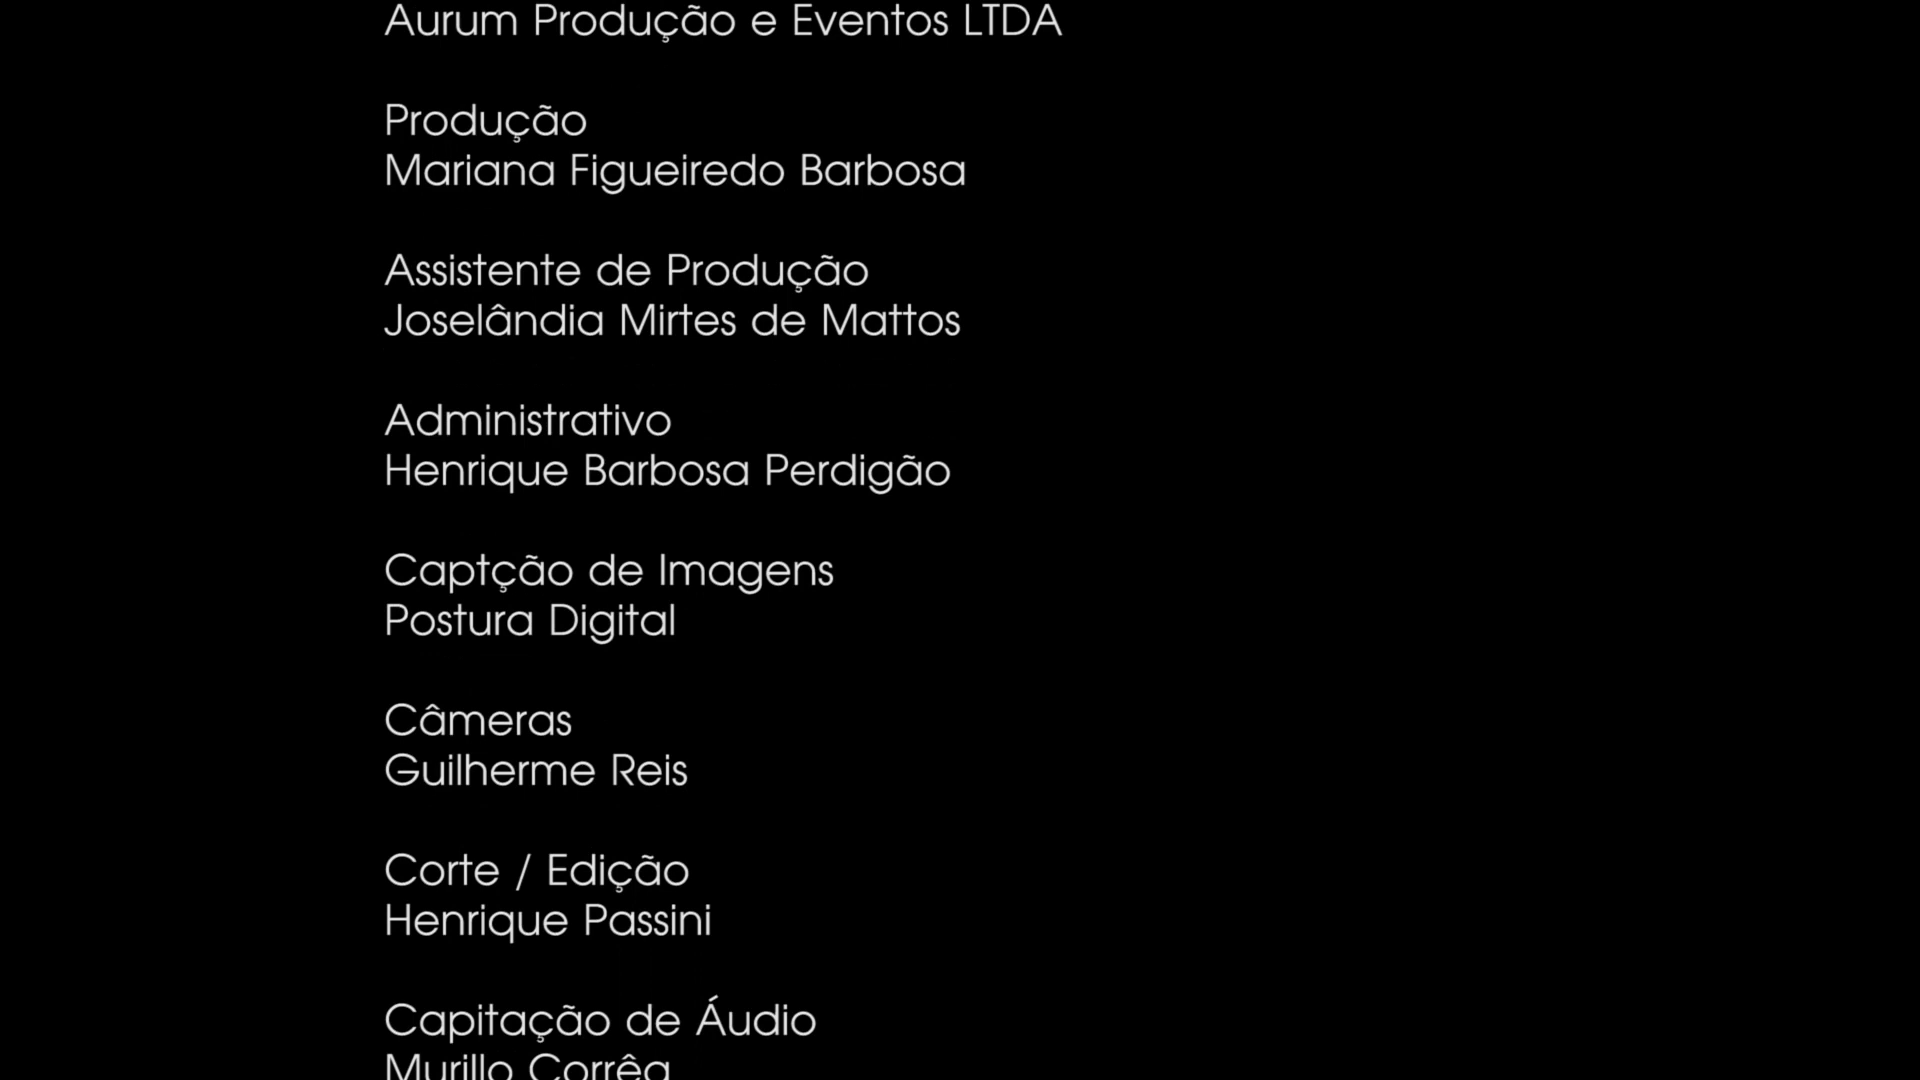 Aurum Produção e Eventos LTDA
Produção
Mariana Figueiredo Barbosa
Assistente de Produção
Joselândia Mirtes de Mattos
Administrativo
Henrique Barbosa Perdigão
Captção de Imagens
Postura Digital
Câmeras
Guilherme Reis
Corte / Edição
Henrique Passini
Capitação de Áudio
Murillo Corrêa